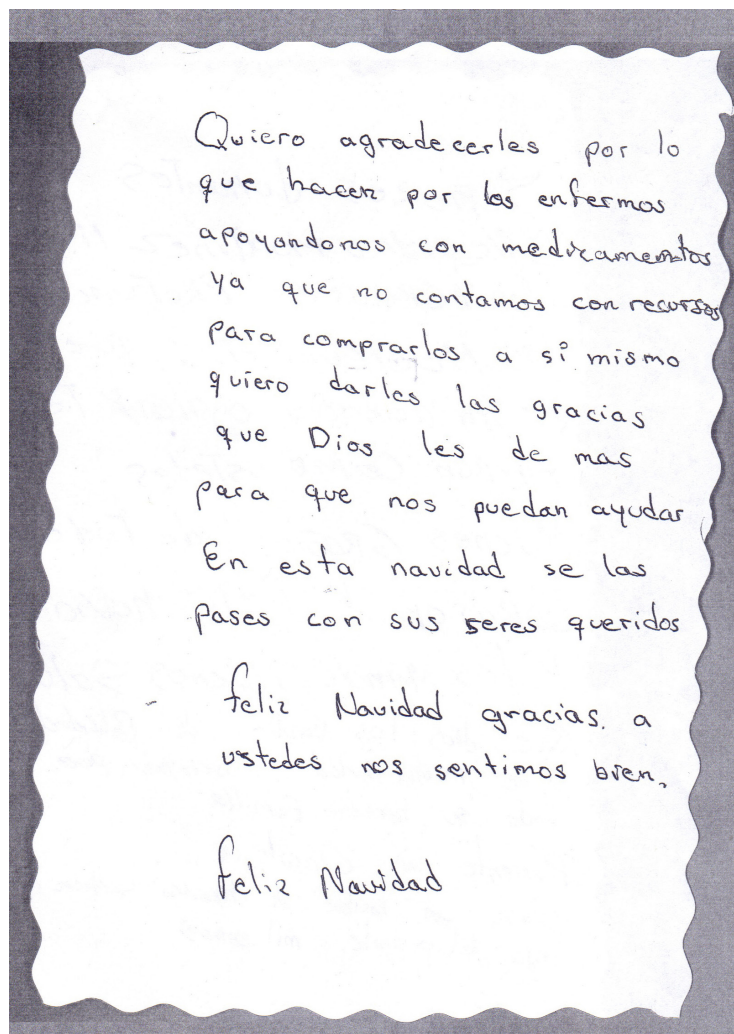 Quiero agradecerles por lo
que hacen por los enfermos
apoyandonos con medicamentos
ya que no contamos con recursos
para comprarlos a si mismo
quiero darles las gracias
que Dios les de mas
para que nos puedan ayudar
En esta navidad se las
pases con sus seres queridos
feliz Navidad gracias a
ustedes nos sentimos bien.
feliz Navidad